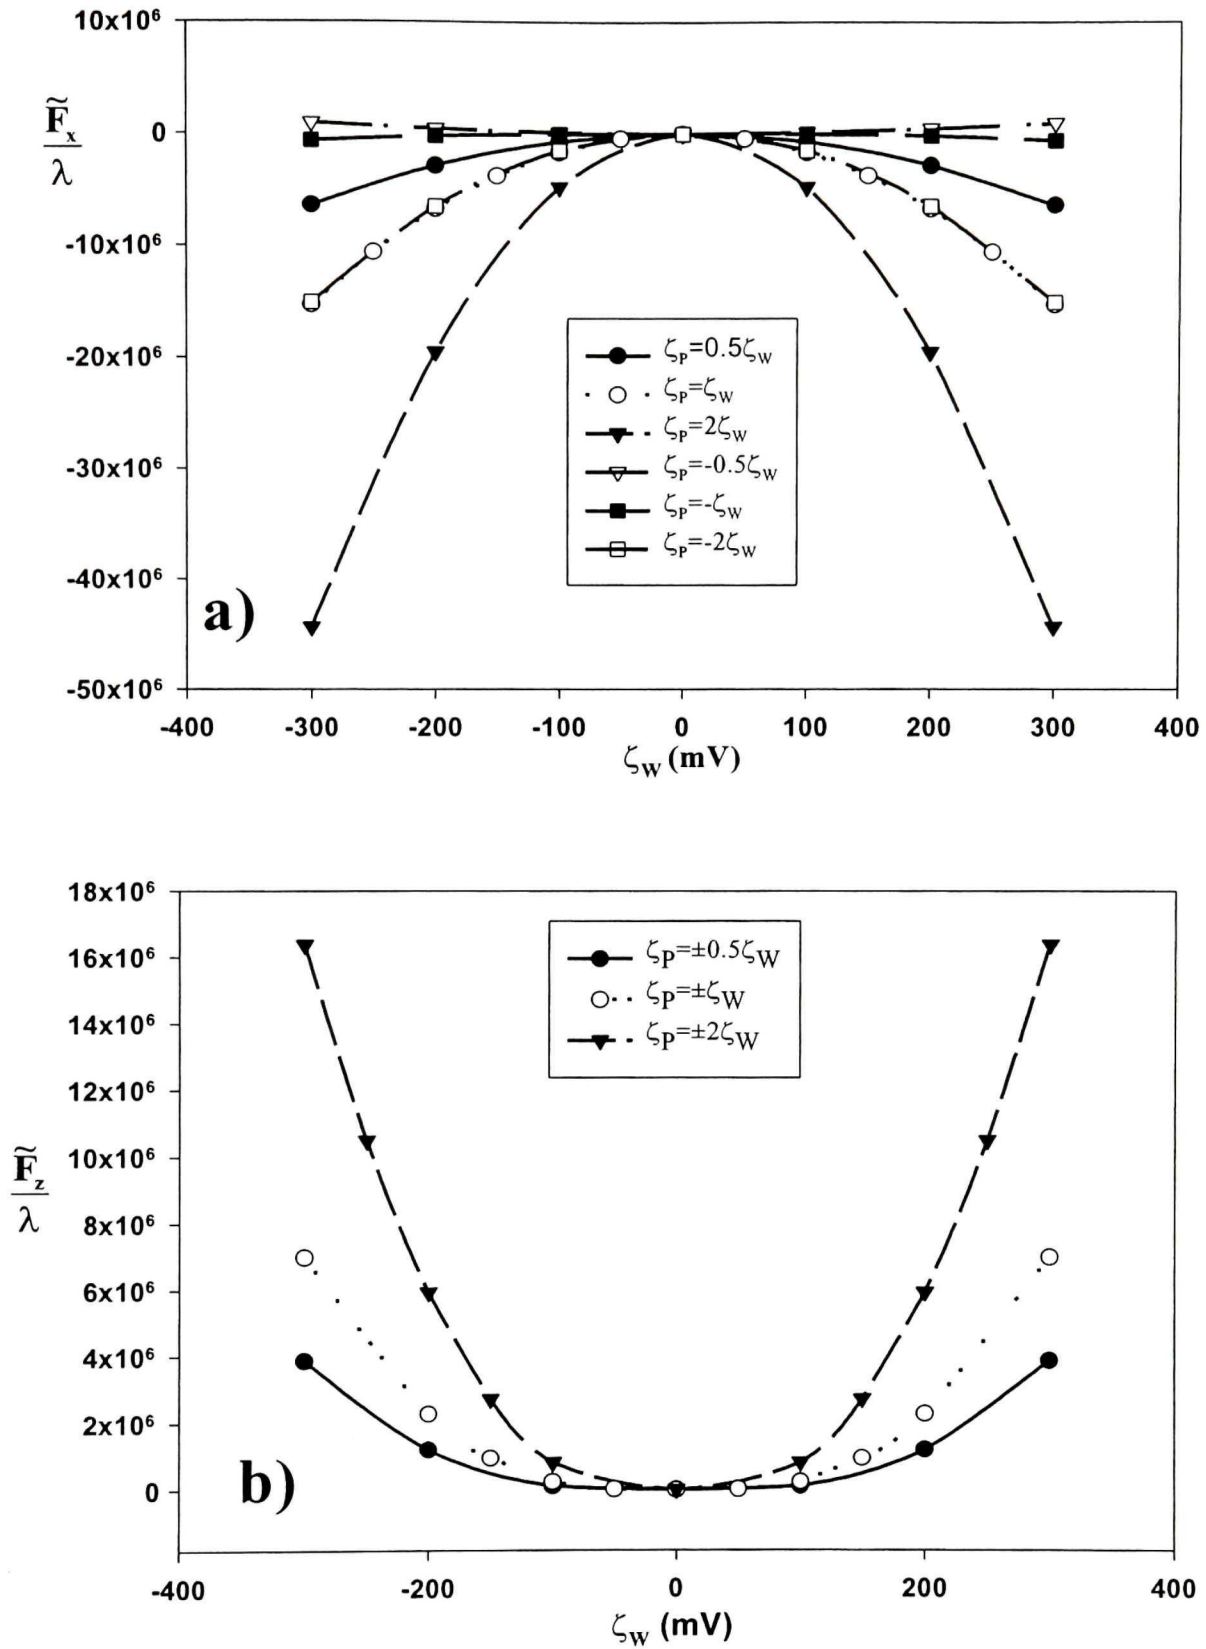 10x10⁶
F̃ₓ
λ
0
-10x10⁶
-20x10⁶
-30x10⁶
-40x10⁶
-50x10⁶
ζP=0.5ζW
ζP=ζW
ζP=2ζW
ζP=-0.5ζW
ζP=-ζW
ζP=-2ζW
a)
-400 -300 -200 -100 0 100 200 300 400
ζW (mV)
18x10⁶
16x10⁶
14x10⁶
12x10⁶
10x10⁶
F̃z
λ
8x10⁶
6x10⁶
4x10⁶
2x10⁶
0
ζP=±0.5ζW
ζP=±ζW
ζP=±2ζW
b)
-400 -200 0 200 400
ζW (mV)